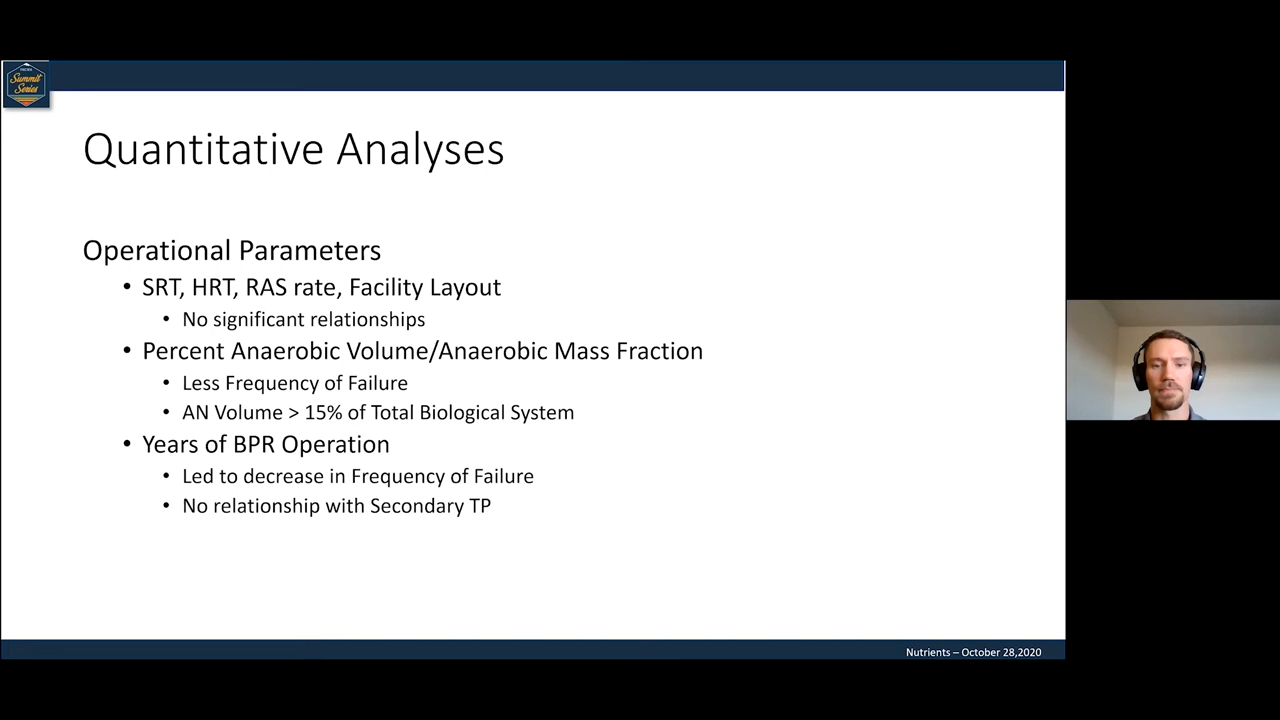 Summit
Series
Quantitative Analyses
Operational Parameters
• SRT, HRT, RAS rate, Facility Layout
• No significant relationships
• Percent Anaerobic Volume/Anaerobic Mass Fraction
• Less Frequency of Failure
• AN Volume > 15% of Total Biological System
• Years of BPR Operation
• Led to decrease in Frequency of Failure
• No relationship with Secondary TP
Nutrients – October 28,2020